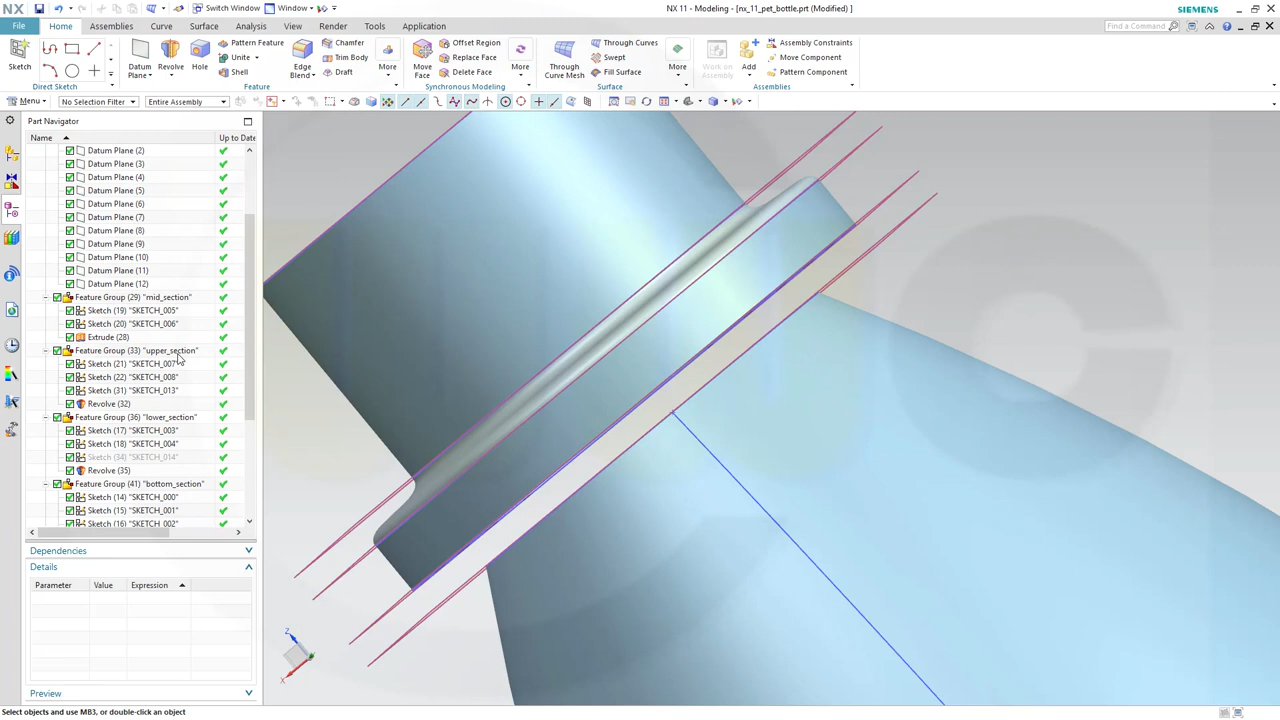 NX
Switch Window
Window
NX 11 - Modeling - [nx_11_pet_bottle.prt (Modified) ]
SIEMENS
File
Home
Assemblies
Curve
Surface
Analysis
View
Render
Tools
Application
Find a Command
Sketch
Direct Sketch
Datum Plane
Revolve
Hole
Pattern Feature
Unite
Shell
Edge Blend
Chamfer
Trim Body
Draft
More
Feature
Move Face
Offset Region
Replace Face
Delete Face
More
Synchronous Modeling
Through Curve Mesh
Through Curves
Swept
Fill Surface
More
Surface
Work on Assembly
Add
Assembly Constraints
Move Component
Pattern Component
Assemblies
Menu
No Selection Filter
Entire Assembly
Part Navigator
Name
Up to Date
Datum Plane (2)
Datum Plane (3)
Datum Plane (4)
Datum Plane (5)
Datum Plane (6)
Datum Plane (7)
Datum Plane (8)
Datum Plane (9)
Datum Plane (10)
Datum Plane (11)
Datum Plane (12)
Feature Group (29) "mid_section"
Sketch (19) "SKETCH_005"
Sketch (20) "SKETCH_006"
Extrude (28)
Feature Group (33) "upper_section"
Sketch (21) "SKETCH_007"
Sketch (22) "SKETCH_008"
Sketch (31) "SKETCH_013"
Revolve (32)
Feature Group (36) "lower_section"
Sketch (17) "SKETCH_003"
Sketch (18) "SKETCH_004"
Sketch (34) "SKETCH_014"
Revolve (35)
Feature Group (41) "bottom_section"
Sketch (14) "SKETCH_000"
Sketch (15) "SKETCH_001"
Sketch (16) "SKETCH_002"
Dependencies
Details
Parameter
Value
Expression
Preview
Z
X
Select objects and use MB3, or double-click an object